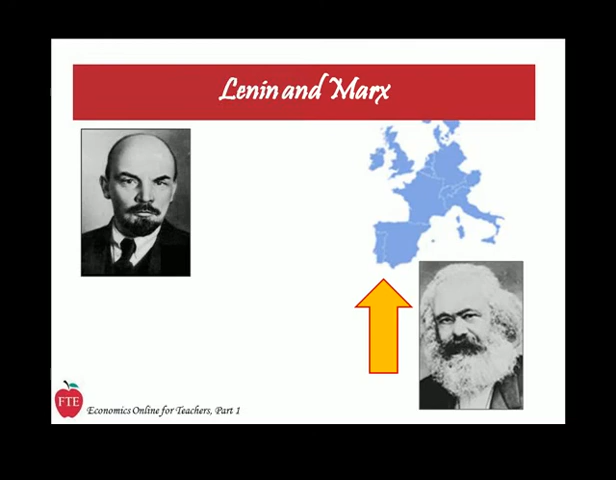 Lenin and Marx
FTE
Economics Online for Teachers, Part 1